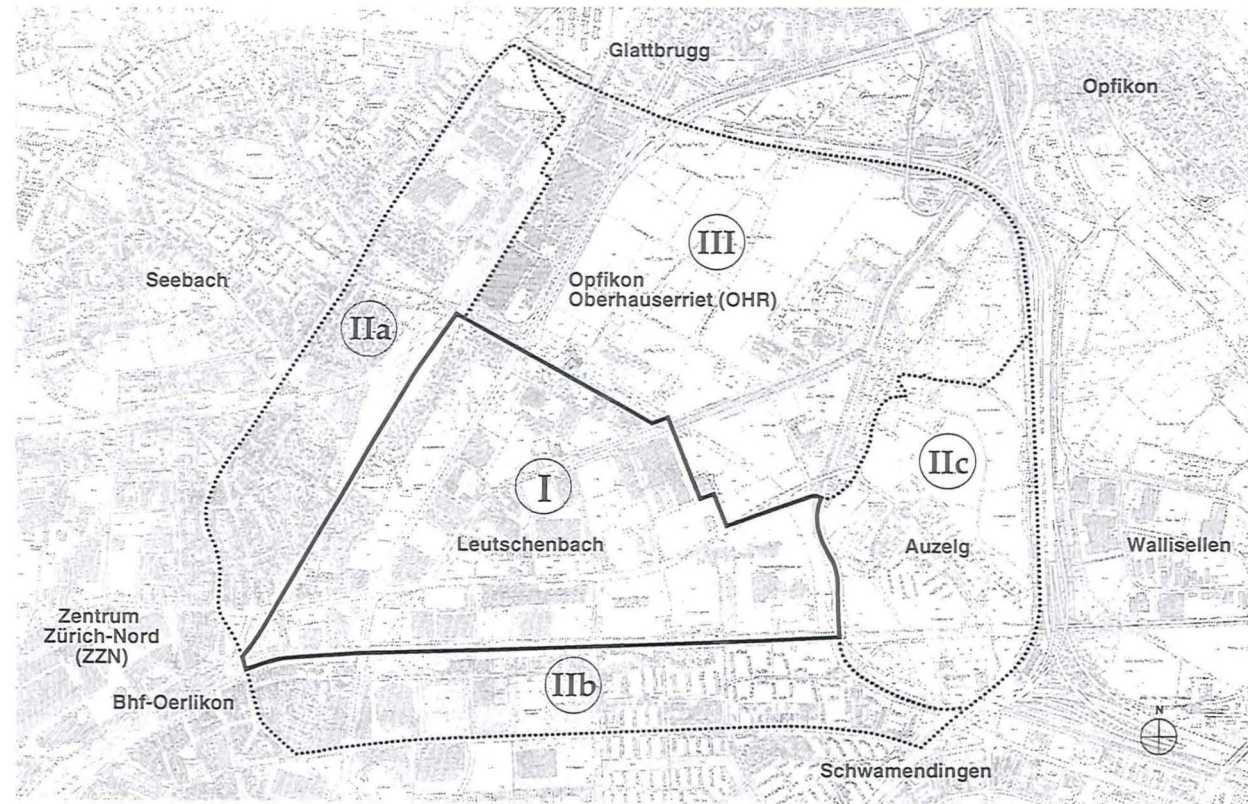 Glattbrugg
Opfikon
III
Seebach
Opfikon
Oberhauserriet (OHR)
IIa
IIc
I
Leutschenbach
Auzelg
Wallisellen
Zentrum
Zürich-Nord
(ZZN)
IIb
Bhf-Oerlikon
N
Schwamendingen